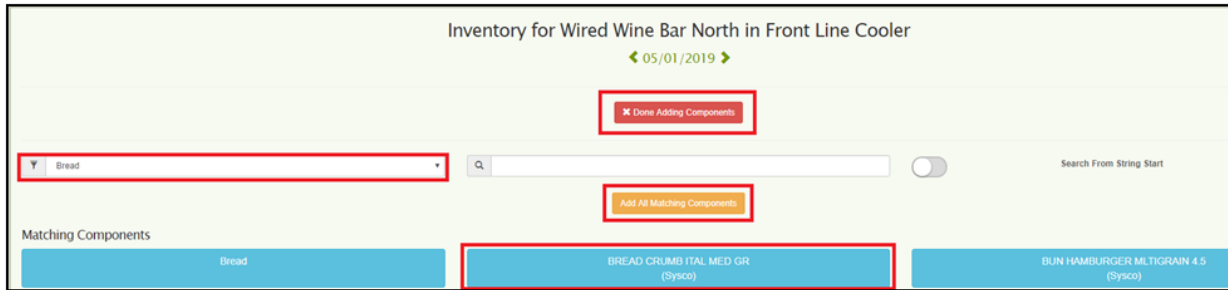 Inventory for Wired Wine Bar North in Front Line Cooler
05/01/2019
Done Adding Components
Bread
Search From String Start
Add All Matching Components
Matching Components
Bread
BREAD CRUMB ITAL MED GR
(Sysco)
BUN HAMBURGER MLTIGRAIN 4.5
(Sysco)